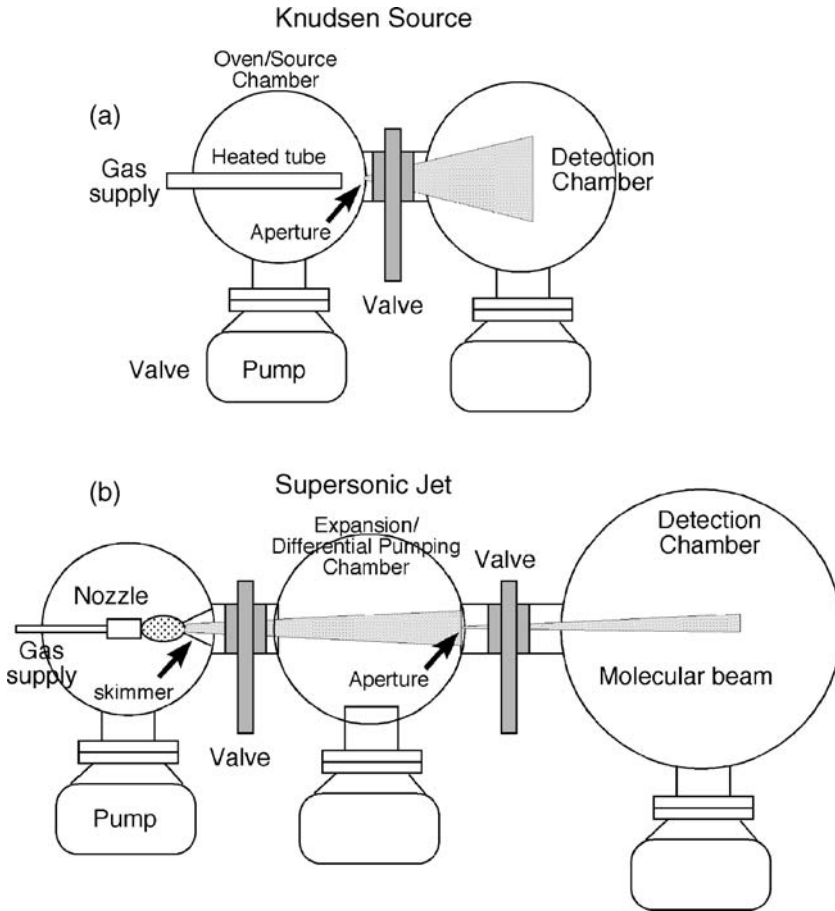 Knudsen Source
Oven/Source
Chamber
(a)
Heated tube
Gas
supply
Detection
Chamber
Aperture
Valve
Valve
Pump
(b)
Supersonic Jet
Expansion/
Differential Pumping
Chamber
Detection
Chamber
Valve
Nozzle
Gas
supply
skimmer
Aperture
Molecular beam
Valve
Pump